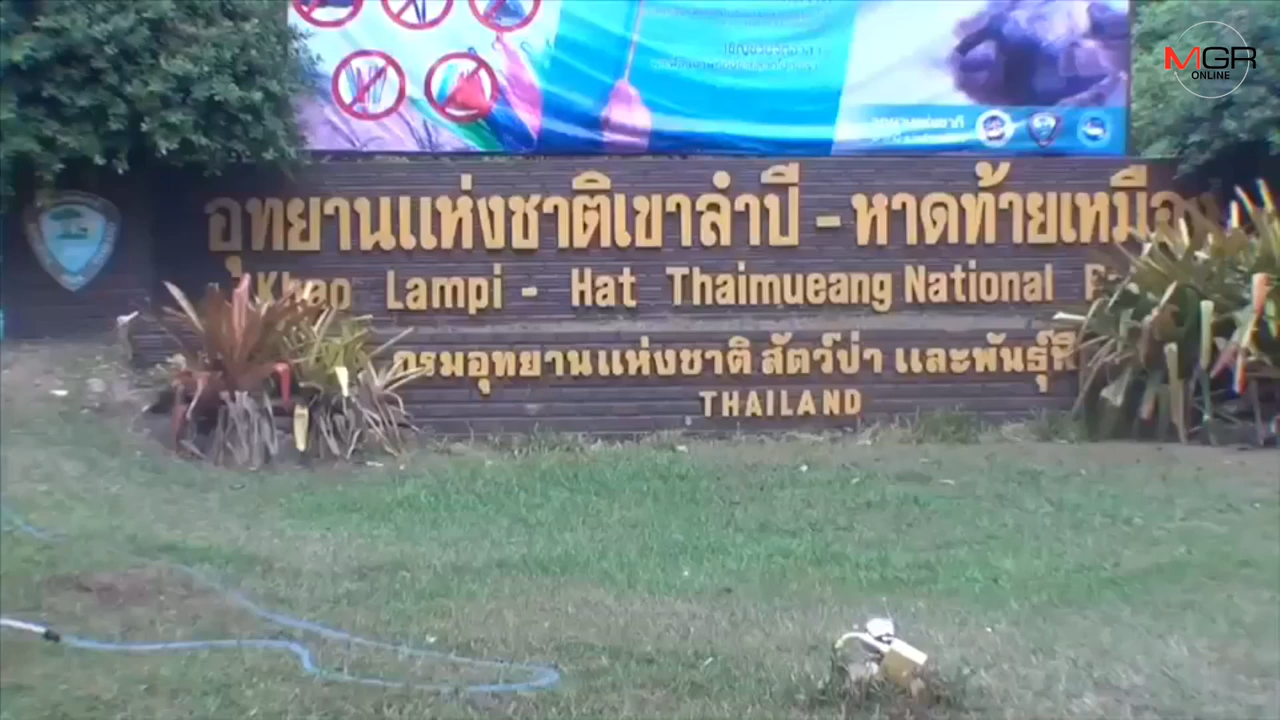 MGR
ONLINE
อุทยานแห่งชาติเขาลำปี - หาดท้ายเหมือง
Khao Lampi - Hat Thaimueang National
กรมอุทยานแห่งชาติ สัตว์ป่า และพันธุ์พืช
THAILAND